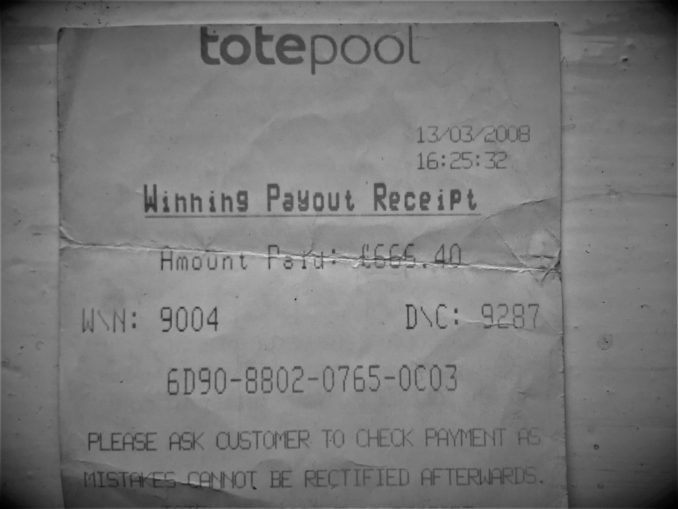 totepool
13/03/2008
16:25:32
Winning Payout Receipt
Amount Paid: £666.40
W\N: 9004 D\C: 9287
6D90-8802-0765-0C03
PLEASE ASK CUSTOMER TO CHECK PAYMENT AS
MISTAKES CANNOT BE RECTIFIED AFTERWARDS.